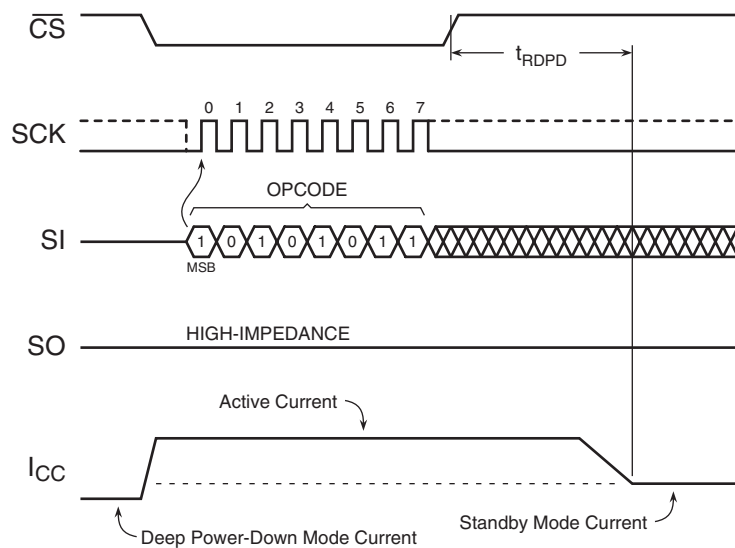 CS
tRDPD
0 1 2 3 4 5 6 7
SCK
OPCODE
SI
1 0 1 0 1 0 1 1
MSB
HIGH-IMPEDANCE
SO
Active Current
ICC
Standby Mode Current
Deep Power-Down Mode Current